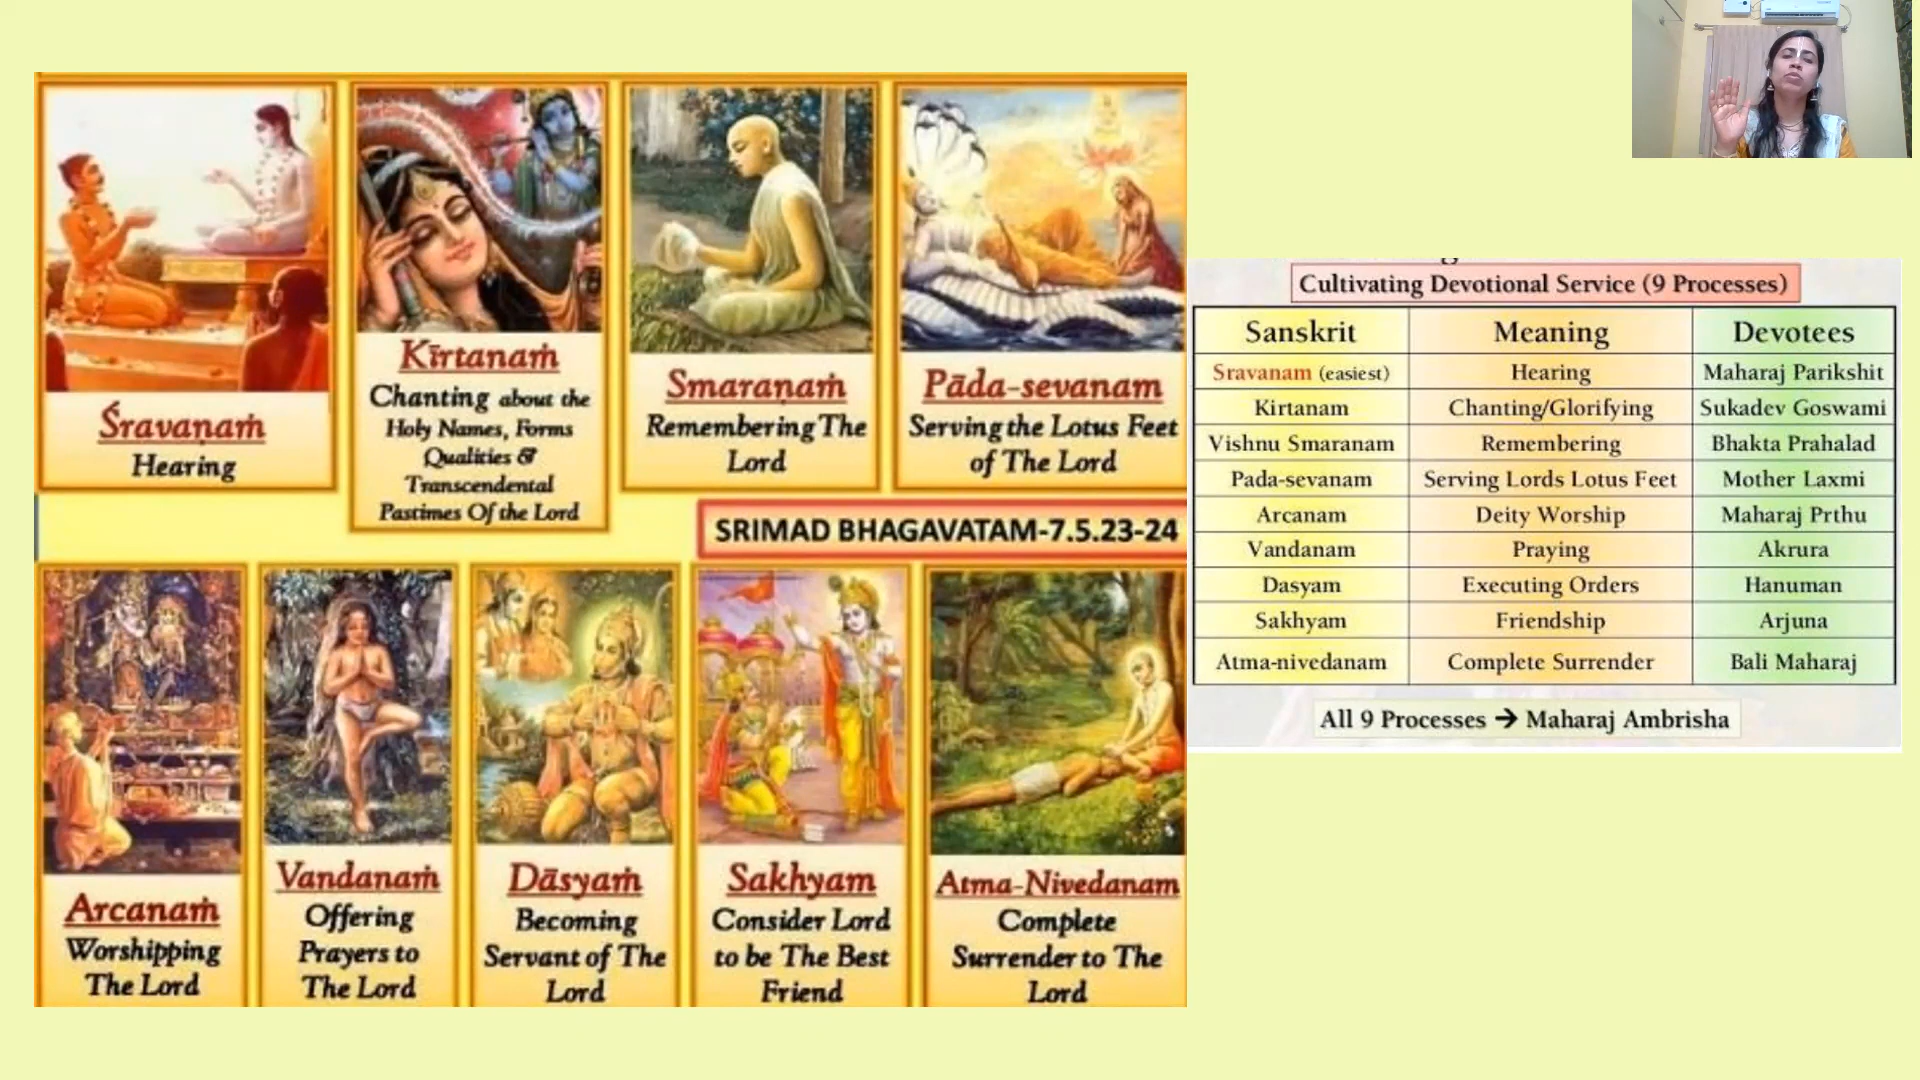 Śravaṇaṁ
Hearing
Kīrtanaṁ
Chanting about the
Holy Names, Forms
Qualities &
Transcendental
Pastimes Of the Lord
Smaraṇaṁ
Remembering The
Lord
Pāda-sevanam
Serving the Lotus Feet
of The Lord
SRIMAD BHAGAVATAM-7.5.23-24
Arcanaṁ
Worshipping
The Lord
Vandanaṁ
Offering
Prayers to
The Lord
Dāsyaṁ
Becoming
Servant of The
Lord
Sakhyam
Consider Lord
to be The Best
Friend
Atma-Nivedanam
Complete
Surrender to The
Lord
Cultivating Devotional Service (9 Processes)
Sanskrit Meaning Devotees
Sravanam (easiest) Hearing Maharaj Parikshit
Kirtanam Chanting/Glorifying Sukadev Goswami
Vishnu Smaranam Remembering Bhakta Prahalad
Pada-sevanam Serving Lords Lotus Feet Mother Laxmi
Arcanam Deity Worship Maharaj Prthu
Vandanam Praying Akrura
Dasyam Executing Orders Hanuman
Sakhyam Friendship Arjuna
Atma-nivedanam Complete Surrender Bali Maharaj
All 9 Processes → Maharaj Ambrisha